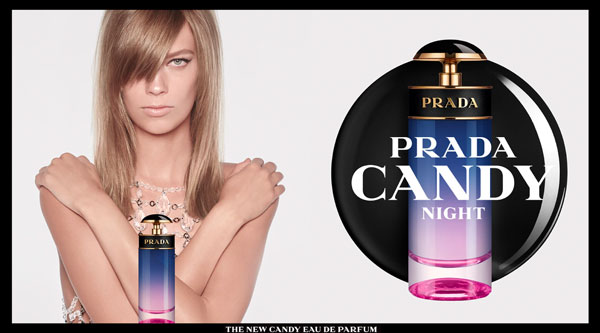 PRADA
PRADA
PRADA
CANDY
NIGHT
THE NEW CANDY EAU DE PARFUM